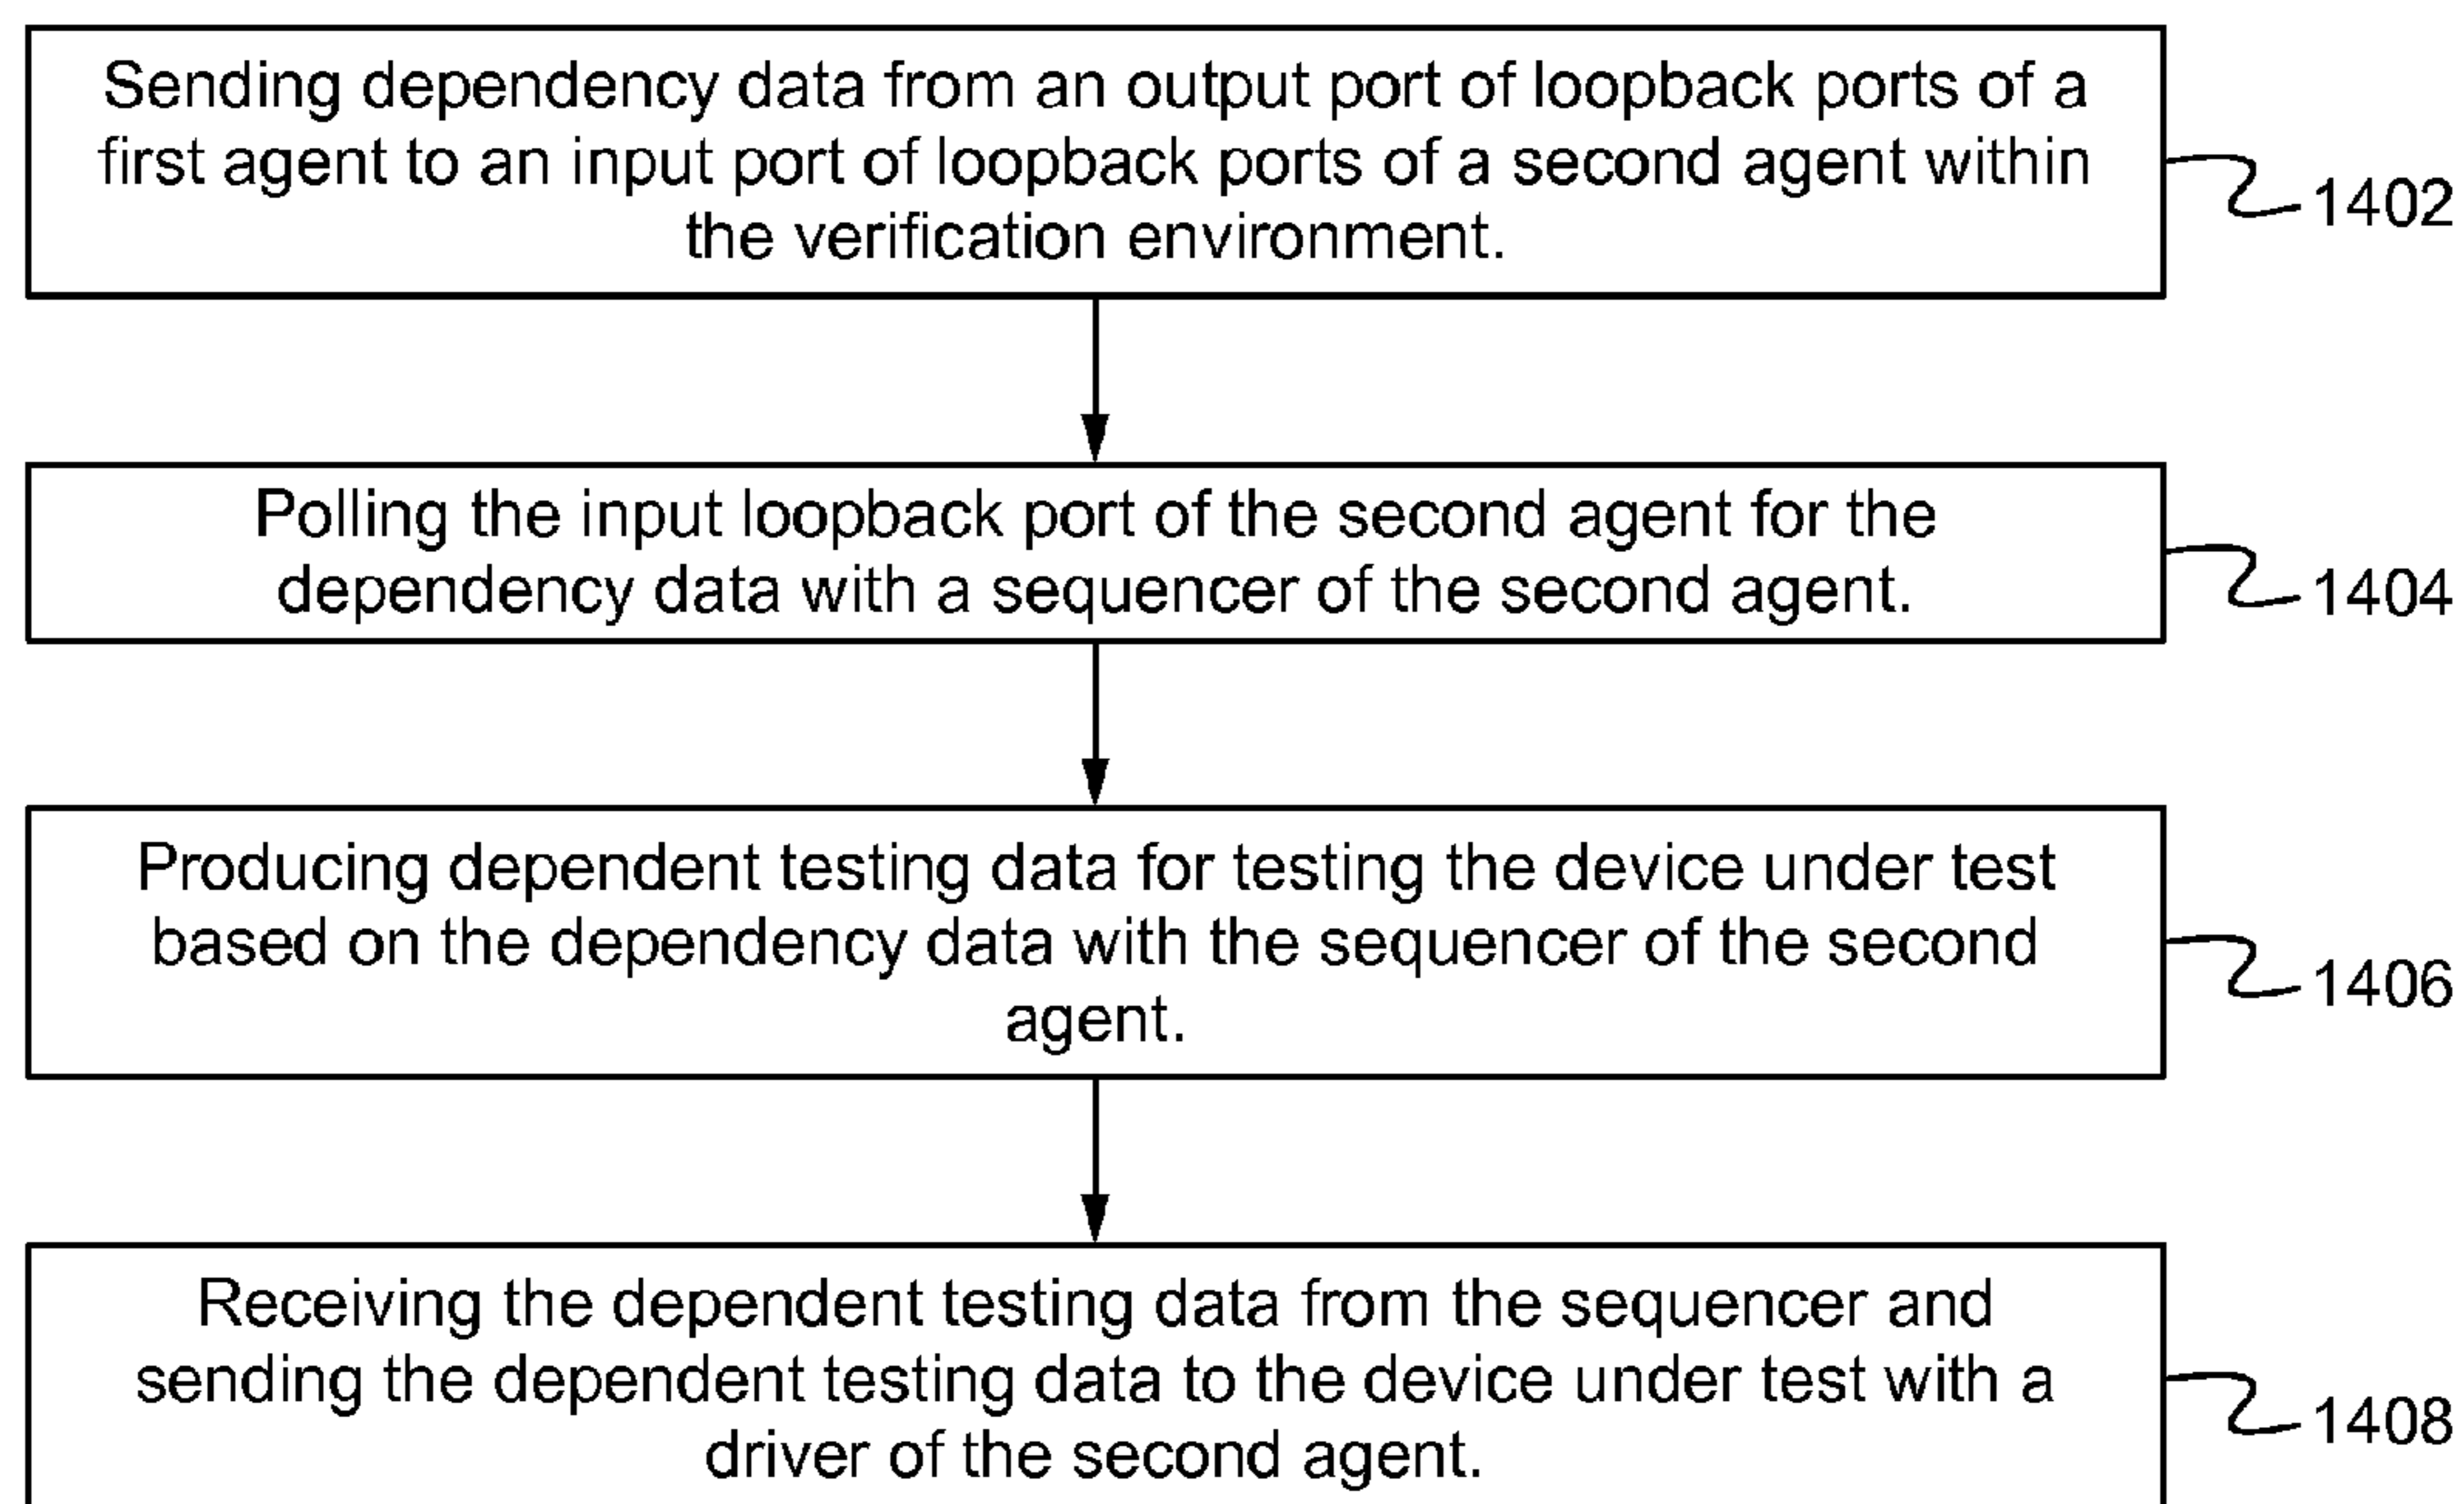 Sending dependency data from an output port of loopback ports of a
first agent to an input port of loopback ports of a second agent within
the verification environment.
1402
Polling the input loopback port of the second agent for the
dependency data with a sequencer of the second agent.
1404
Producing dependent testing data for testing the device under test
based on the dependency data with the sequencer of the second
agent.
1406
Receiving the dependent testing data from the sequencer and
sending the dependent testing data to the device under test with a
driver of the second agent.
1408